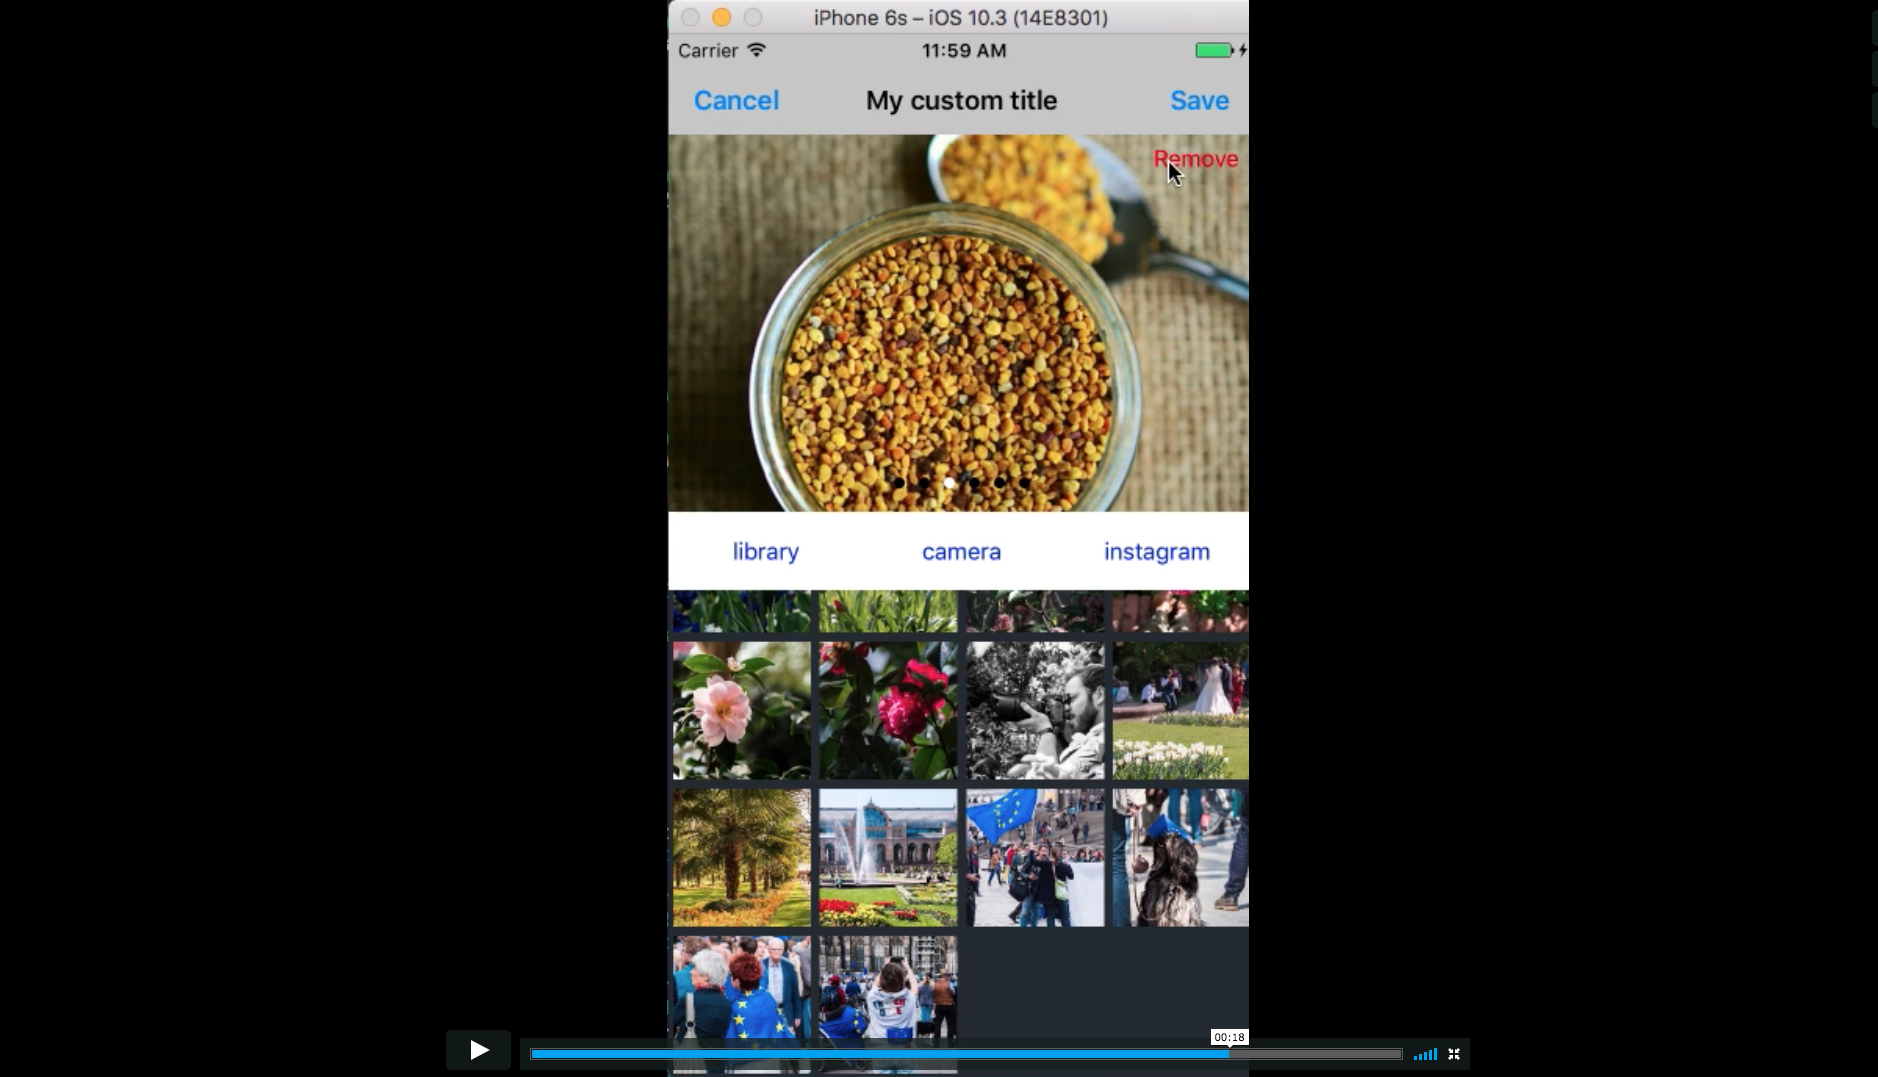 iPhone 6s – iOS 10.3 (14E8301)
Carrier 11:59 AM
Cancel My custom title Save
Remove
library camera instagram
00:18